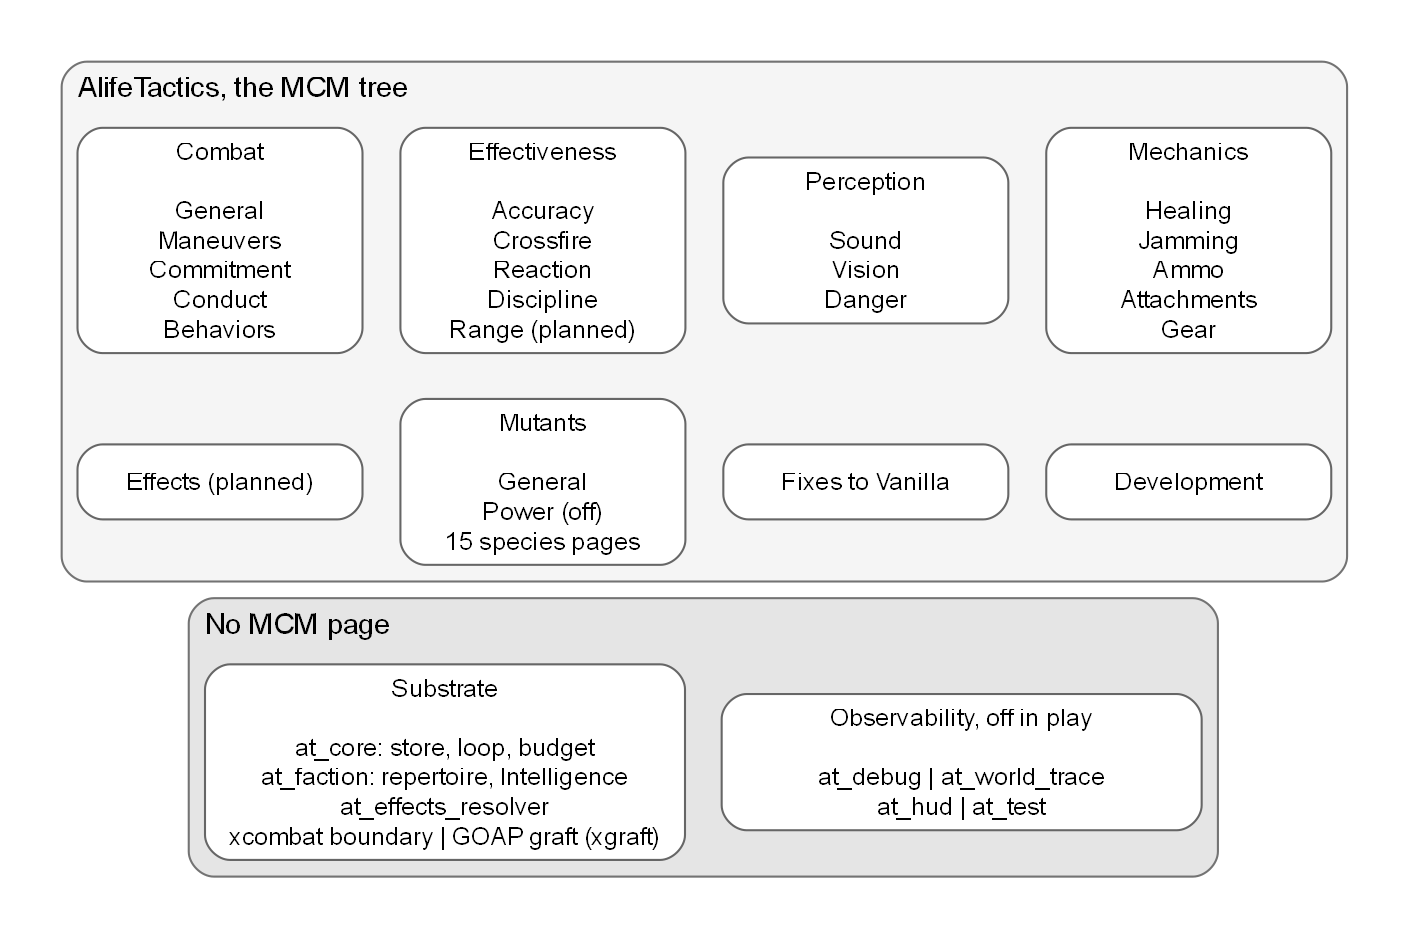 AlifeTactics, the MCM tree
Combat
General
Maneuvers
Commitment
Conduct
Behaviors
Effectiveness
Accuracy
Crossfire
Reaction
Discipline
Range (planned)
Perception
Sound
Vision
Danger
Mechanics
Healing
Jamming
Ammo
Attachments
Gear
Effects (planned)
Mutants
General
Power (off)
15 species pages
Fixes to Vanilla
Development
No MCM page
Substrate
at_core: store, loop, budget
at_faction: repertoire, Intelligence
at_effects_resolver
xcombat boundary | GOAP graft (xgraft)
Observability, off in play
at_debug | at_world_trace
at_hud | at_test